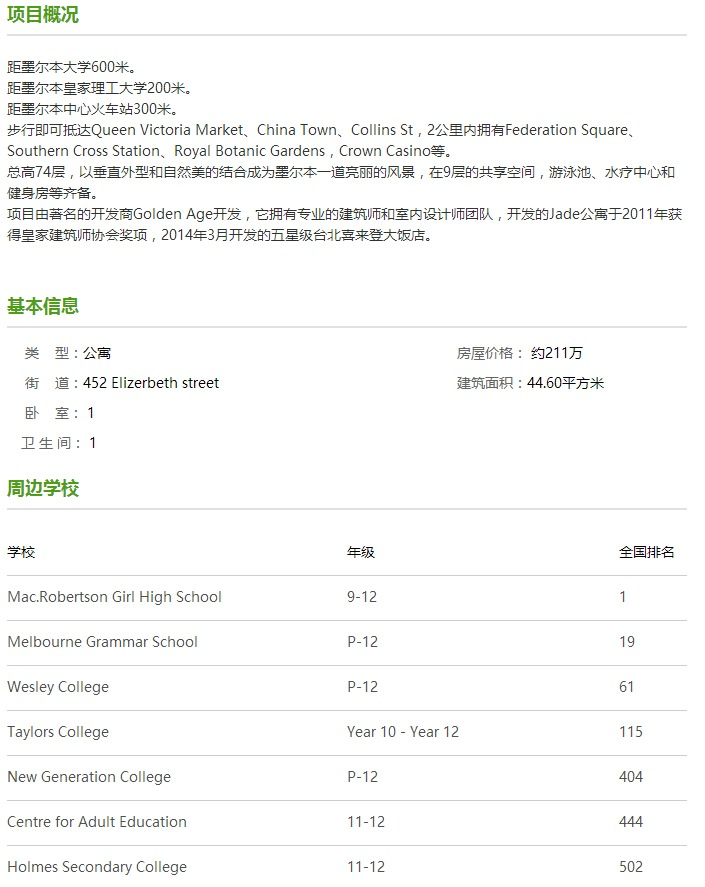 项目概况
距墨尔本大学600米。
距墨尔本皇家理工大学200米。
距墨尔本中心火车站300米。
步行即可抵达Queen Victoria Market、China Town、Collins St，2公里内拥有Federation Square、
Southern Cross Station、Royal Botanic Gardens，Crown Casino等。
总高74层，以垂直外型和自然美的结合成为墨尔本一道亮丽的风景，在9层的共享空间，游泳池、水疗中心和
健身房等齐备。
项目由著名的开发商Golden Age开发，它拥有专业的建筑师和室内设计师团队，开发的Jade公寓于2011年获
得皇家建筑师协会奖项，2014年3月开发的五星级台北喜来登大饭店。
基本信息
类 型：公寓 房屋价格： 约211万
街 道：452 Elizerbeth street 建筑面积：44.60平方米
卧 室： 1
卫 生 间： 1
周边学校
学校 年级 全国排名
Mac.Robertson Girl High School 9-12 1
Melbourne Grammar School P-12 19
Wesley College P-12 61
Taylors College Year 10 - Year 12 115
New Generation College P-12 404
Centre for Adult Education 11-12 444
Holmes Secondary College 11-12 502